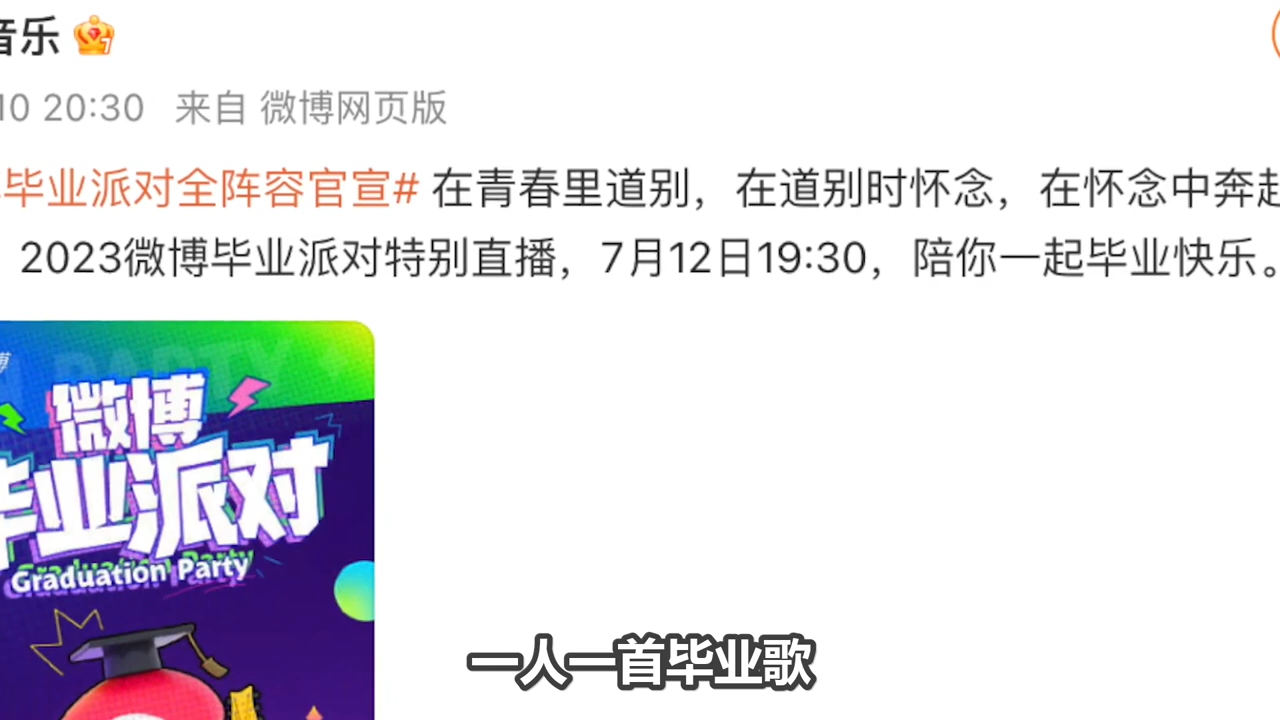 音乐
10 20:30 来自 微博网页版
毕业派对全阵容官宣# 在青春里道别，在道别时怀念，在怀念中奔赴
2023微博毕业派对特别直播，7月12日19:30，陪你一起毕业快乐。
PARTY
微博
毕业派对
Graduation Party
一人一首毕业歌